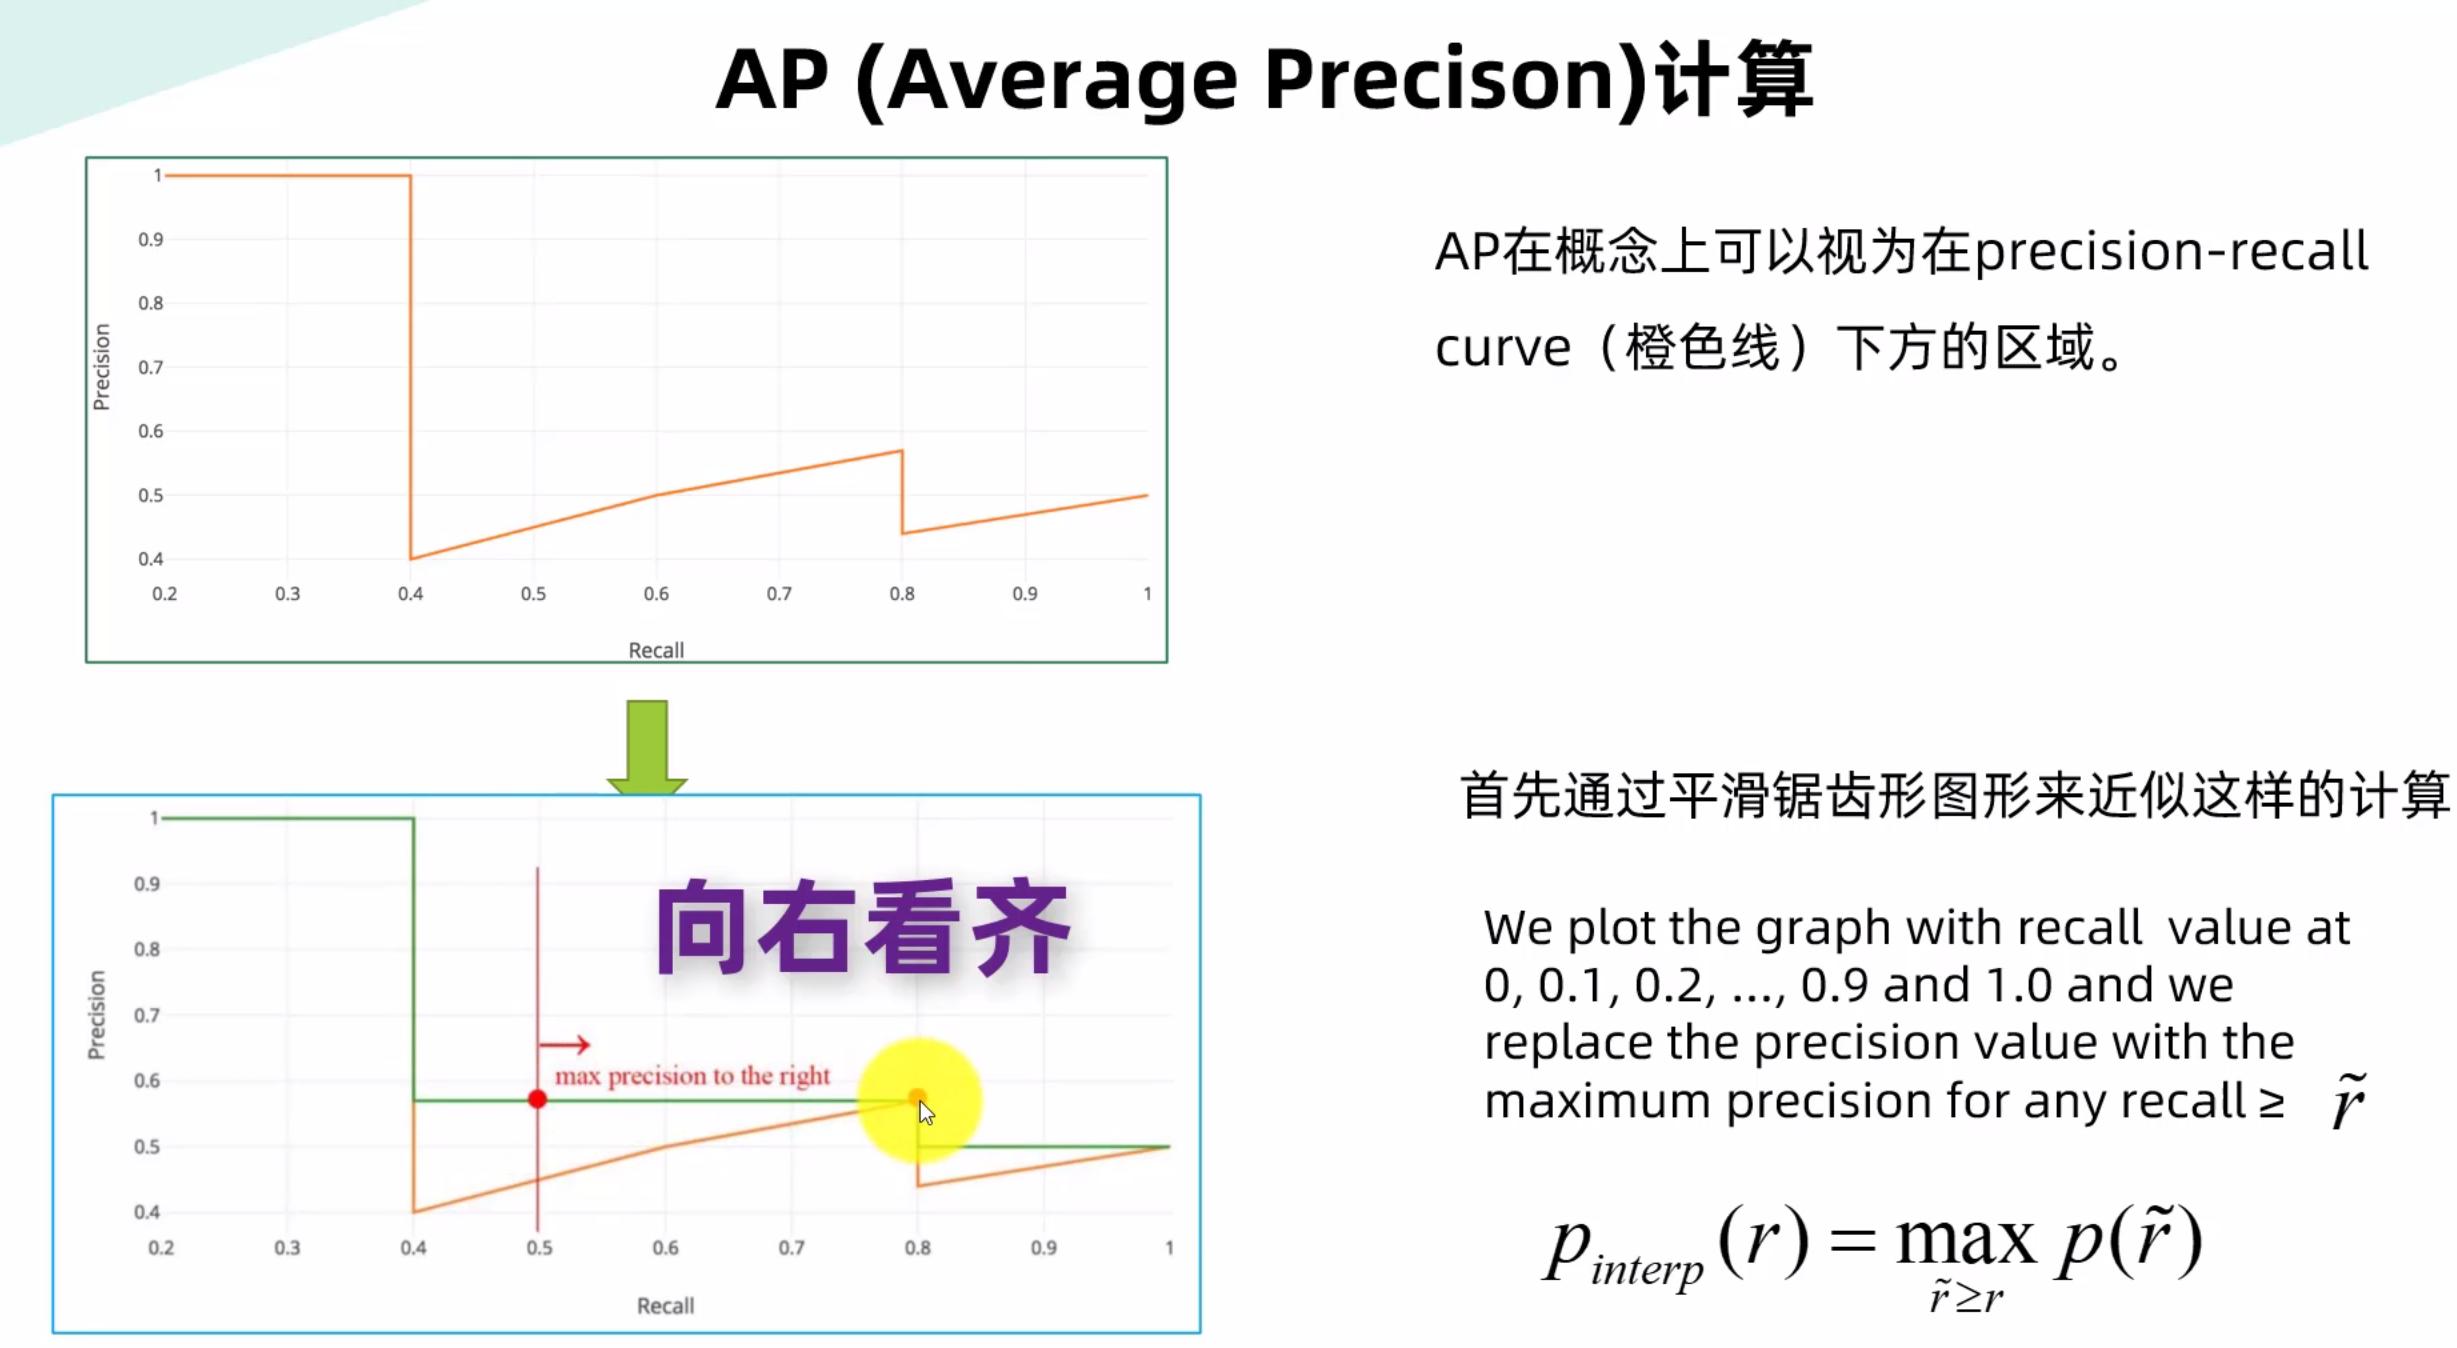 AP (Average Precison)计算
1
0.9
0.8
0.7
0.6
0.5
0.4
Precision
0.2 0.3 0.4 0.5 0.6 0.7 0.8 0.9 1
Recall
AP在概念上可以视为在precision-recall
curve（橙色线）下方的区域。
1
0.9
0.8
0.7
0.6
0.5
0.4
Precision
向右看齐
max precision to the right
0.2 0.3 0.4 0.5 0.6 0.7 0.8 0.9 1
Recall
首先通过平滑锯齿形图形来近似这样的计算
We plot the graph with recall value at
0, 0.1, 0.2, ..., 0.9 and 1.0 and we
replace the precision value with the
maximum precision for any recall ≥ r̃
p_interp(r) = max_{r̃≥r} p(r̃)